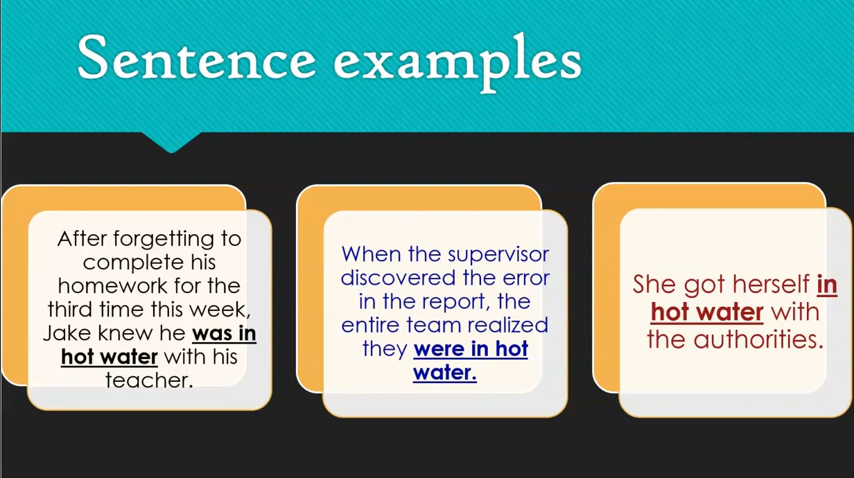 Sentence examples
After forgetting to
complete his
homework for the
third time this week,
Jake knew he was in
hot water with his
teacher.
When the supervisor
discovered the error
in the report, the
entire team realized
they were in hot
water.
She got herself in
hot water with
the authorities.